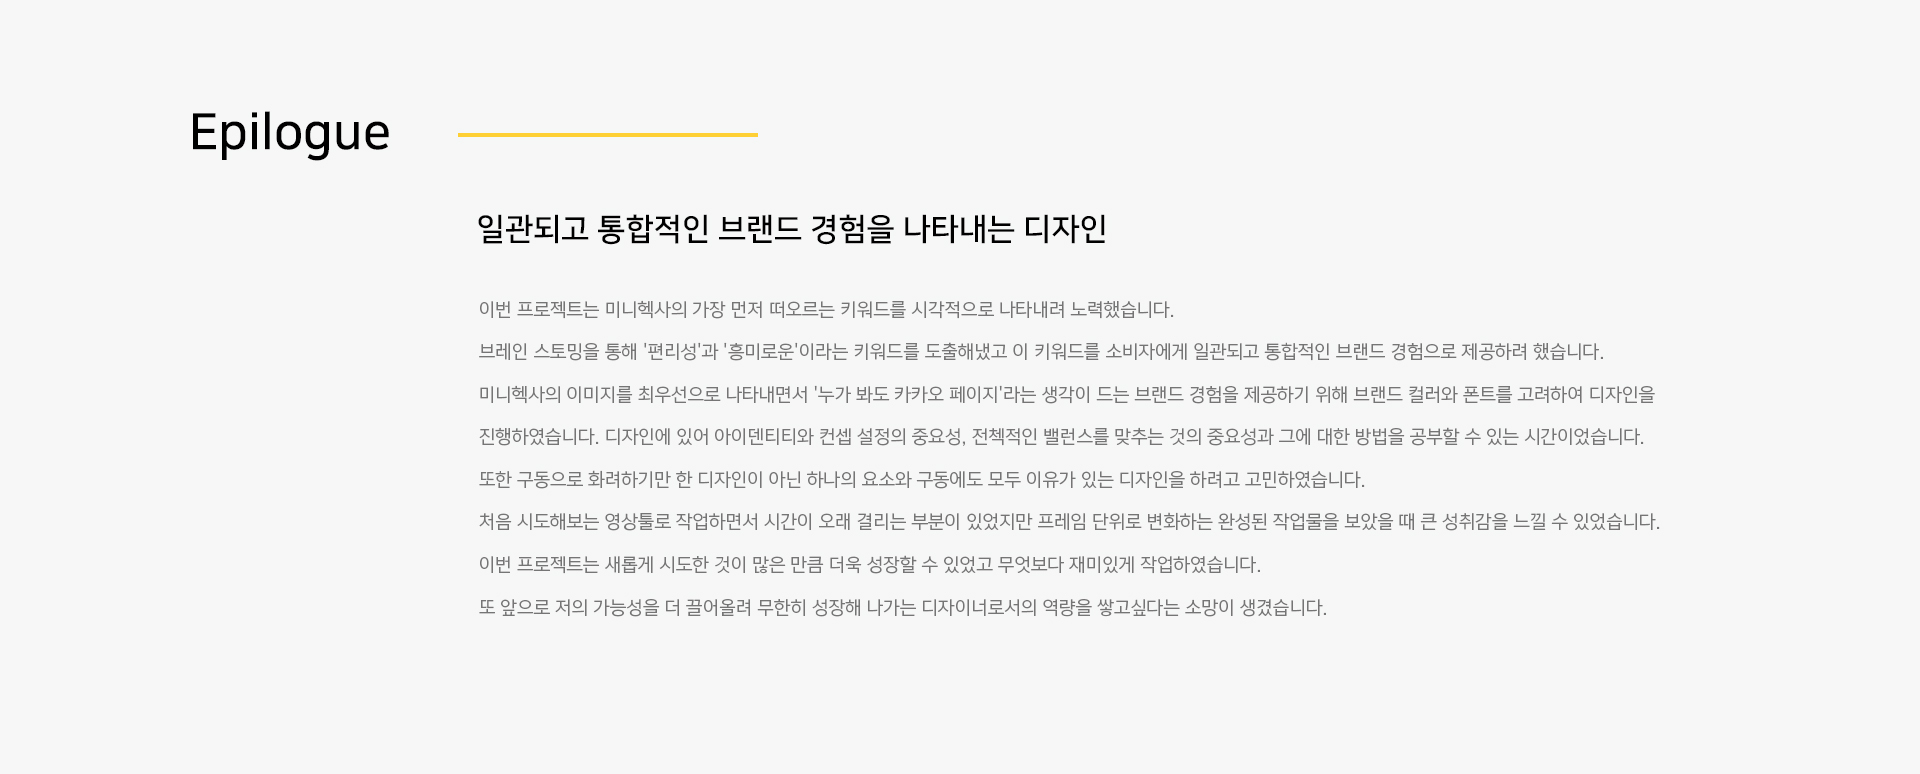 Epilogue
일관되고 통합적인 브랜드 경험을 나타내는 디자인
이번 프로젝트는 미니헥사의 가장 먼저 떠오르는 키워드를 시각적으로 나타내려 노력했습니다.
브레인 스토밍을 통해 '편리성'과 '흥미로운'이라는 키워드를 도출해냈고 이 키워드를 소비자에게 일관되고 통합적인 브랜드 경험으로 제공하려 했습니다.
미니헥사의 이미지를 최우선으로 나타내면서 '누가 봐도 카카오 페이지'라는 생각이 드는 브랜드 경험을 제공하기 위해 브랜드 컬러와 폰트를 고려하여 디자인을
진행하였습니다. 디자인에 있어 아이덴티티와 컨셉 설정의 중요성, 전첵적인 밸런스를 맞추는 것의 중요성과 그에 대한 방법을 공부할 수 있는 시간이었습니다.
또한 구동으로 화려하기만 한 디자인이 아닌 하나의 요소와 구동에도 모두 이유가 있는 디자인을 하려고 고민하였습니다.
처음 시도해보는 영상툴로 작업하면서 시간이 오래 결리는 부분이 있었지만 프레임 단위로 변화하는 완성된 작업물을 보았을 때 큰 성취감을 느낄 수 있었습니다.
이번 프로젝트는 새롭게 시도한 것이 많은 만큼 더욱 성장할 수 있었고 무엇보다 재미있게 작업하였습니다.
또 앞으로 저의 가능성을 더 끌어올려 무한히 성장해 나가는 디자이너로서의 역량을 쌓고싶다는 소망이 생겼습니다.